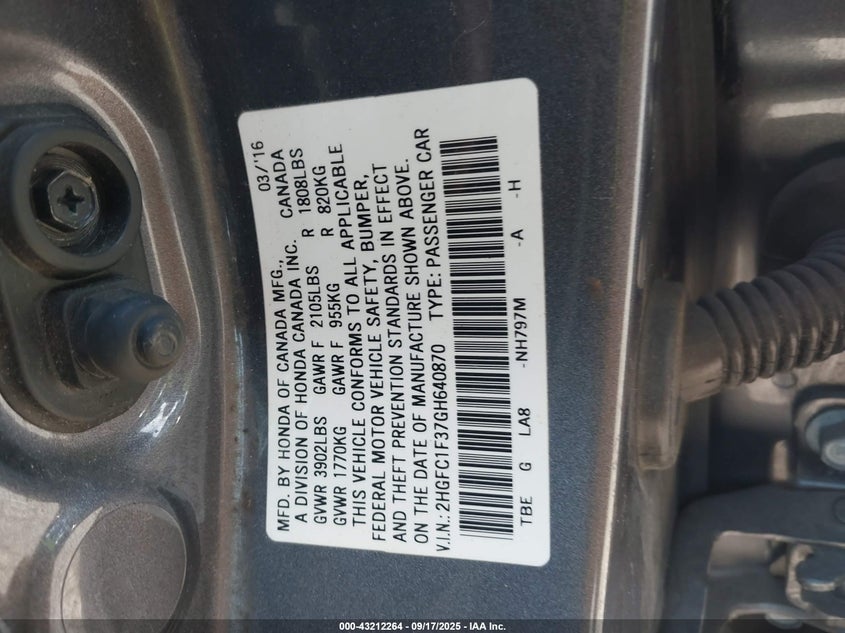 MFD. BY HONDA OF CANADA MFG., 03/'16
A DIVISION OF HONDA CANADA INC. CANADA
GVWR 3902LBS GAWR F 2105LBS R 1808LBS
GVWR 1770KG GAWR F 955KG R 820KG
THIS VEHICLE CONFORMS TO ALL APPLICABLE
FEDERAL MOTOR VEHICLE SAFETY, BUMPER,
AND THEFT PREVENTION STANDARDS IN EFFECT
ON THE DATE OF MANUFACTURE SHOWN ABOVE.
V.I.N.: 2HGFC1F37GH640870 TYPE: PASSENGER CAR
TBE G LA8 -NH797M -A -H
000-43212264 - 09/17/2025 - IAA Inc.